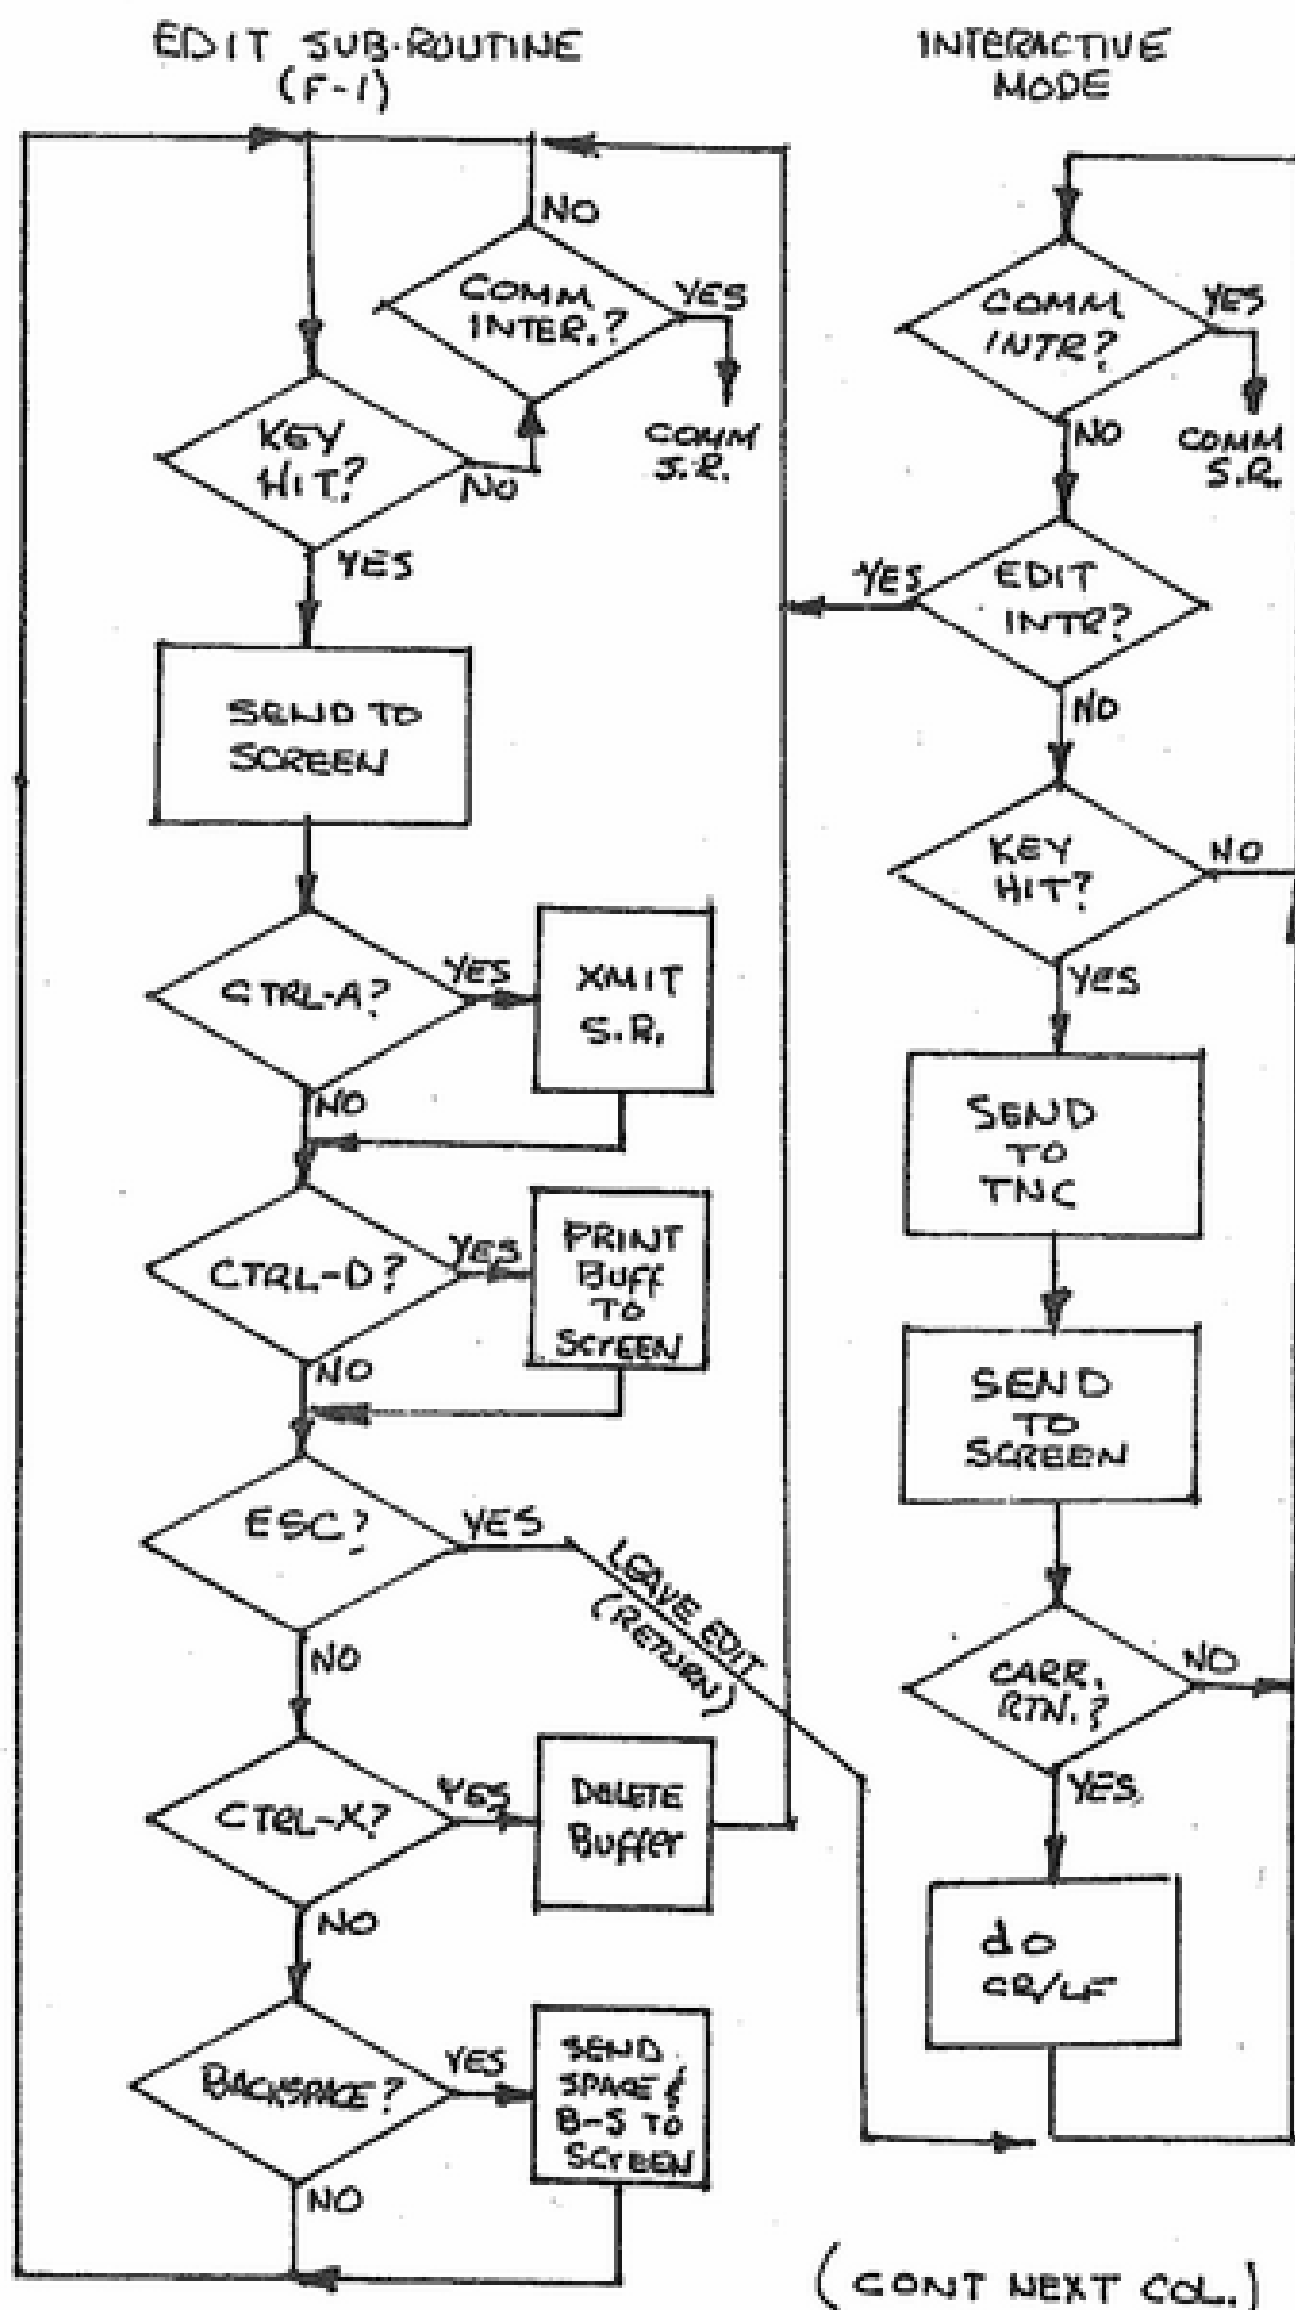 EDIT SUB-ROUTINE
(F-1)
NO
COMM
INTER.?
YES
COMM
S.R.
KEY
HIT?
NO
YES
SEND TO
SCREEN
CTRL-A?
YES
XMIT
S.R.
NO
CTRL-D?
YES
PRINT
BUFF
TO
SCREEN
NO
ESC?
YES
LEAVE EDIT
(RETURN)
NO
CTRL-X?
YES
DELETE
Buffer
NO
BACKSPACE?
YES
SEND
SPACE &
B-S TO
SCREEN
NO
INTERACTIVE
MODE
COMM
INTR?
YES
COMM
S.R.
NO
EDIT
INTR?
YES
NO
KEY
HIT?
NO
YES
SEND
TO
TNC
SEND
TO
SCREEN
CARR.
RTN.?
NO
YES
do
CR/LF
(CONT NEXT COL.)